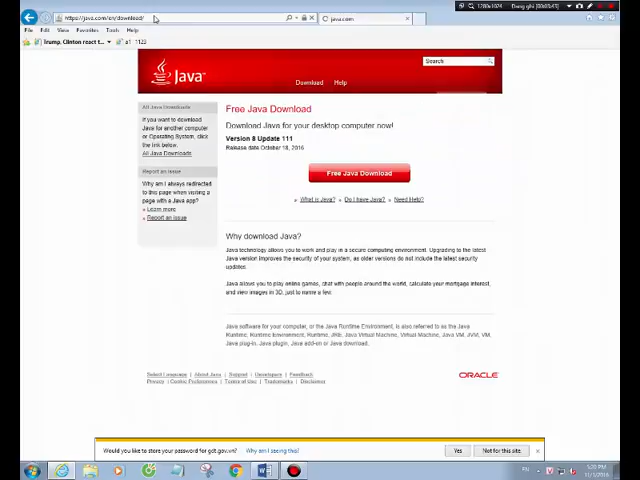 1280x1024 Đang ghi [00:03:41]
https://java.com/en/download/
java.com
File Edit View Favorites Tools Help
Trump, Clinton react t... a1 1123
Search
Java
Download Help
All Java Downloads
If you want to download
Java for another computer
or Operating System, click
the link below.
All Java Downloads
Report an issue
Why am I always redirected
to this page when visiting
a page with a Java app?
Learn more
Report an issue
Free Java Download
Download Java for your desktop computer now!
Version 8 Update 111
Release date October 18, 2016
Free Java Download
What is Java? Do I have Java? Need Help?
Why download Java?
Java technology allows you to work and play in a secure computing environment. Upgrading to the latest
Java version improves the security of your system, as older versions do not include the latest security
updates.
Java allows you to play online games, chat with people around the world, calculate your mortgage interest,
and view images in 3D, just to name a few.
Java software for your computer, or the Java Runtime Environment, is also referred to as the Java
Runtime, Runtime Environment, Runtime, JRE, Java Virtual Machine, Virtual Machine, Java VM, JVM, VM,
Java plug-in, Java plugin, Java add-on or Java download.
Select Language About Java Support Developers Feedback
Privacy Cookie Preferences Terms of Use Trademarks Disclaimer
ORACLE
Would you like to store your password for gdt.gov.vn? Why am I seeing this?
Yes
Not for this site
EN